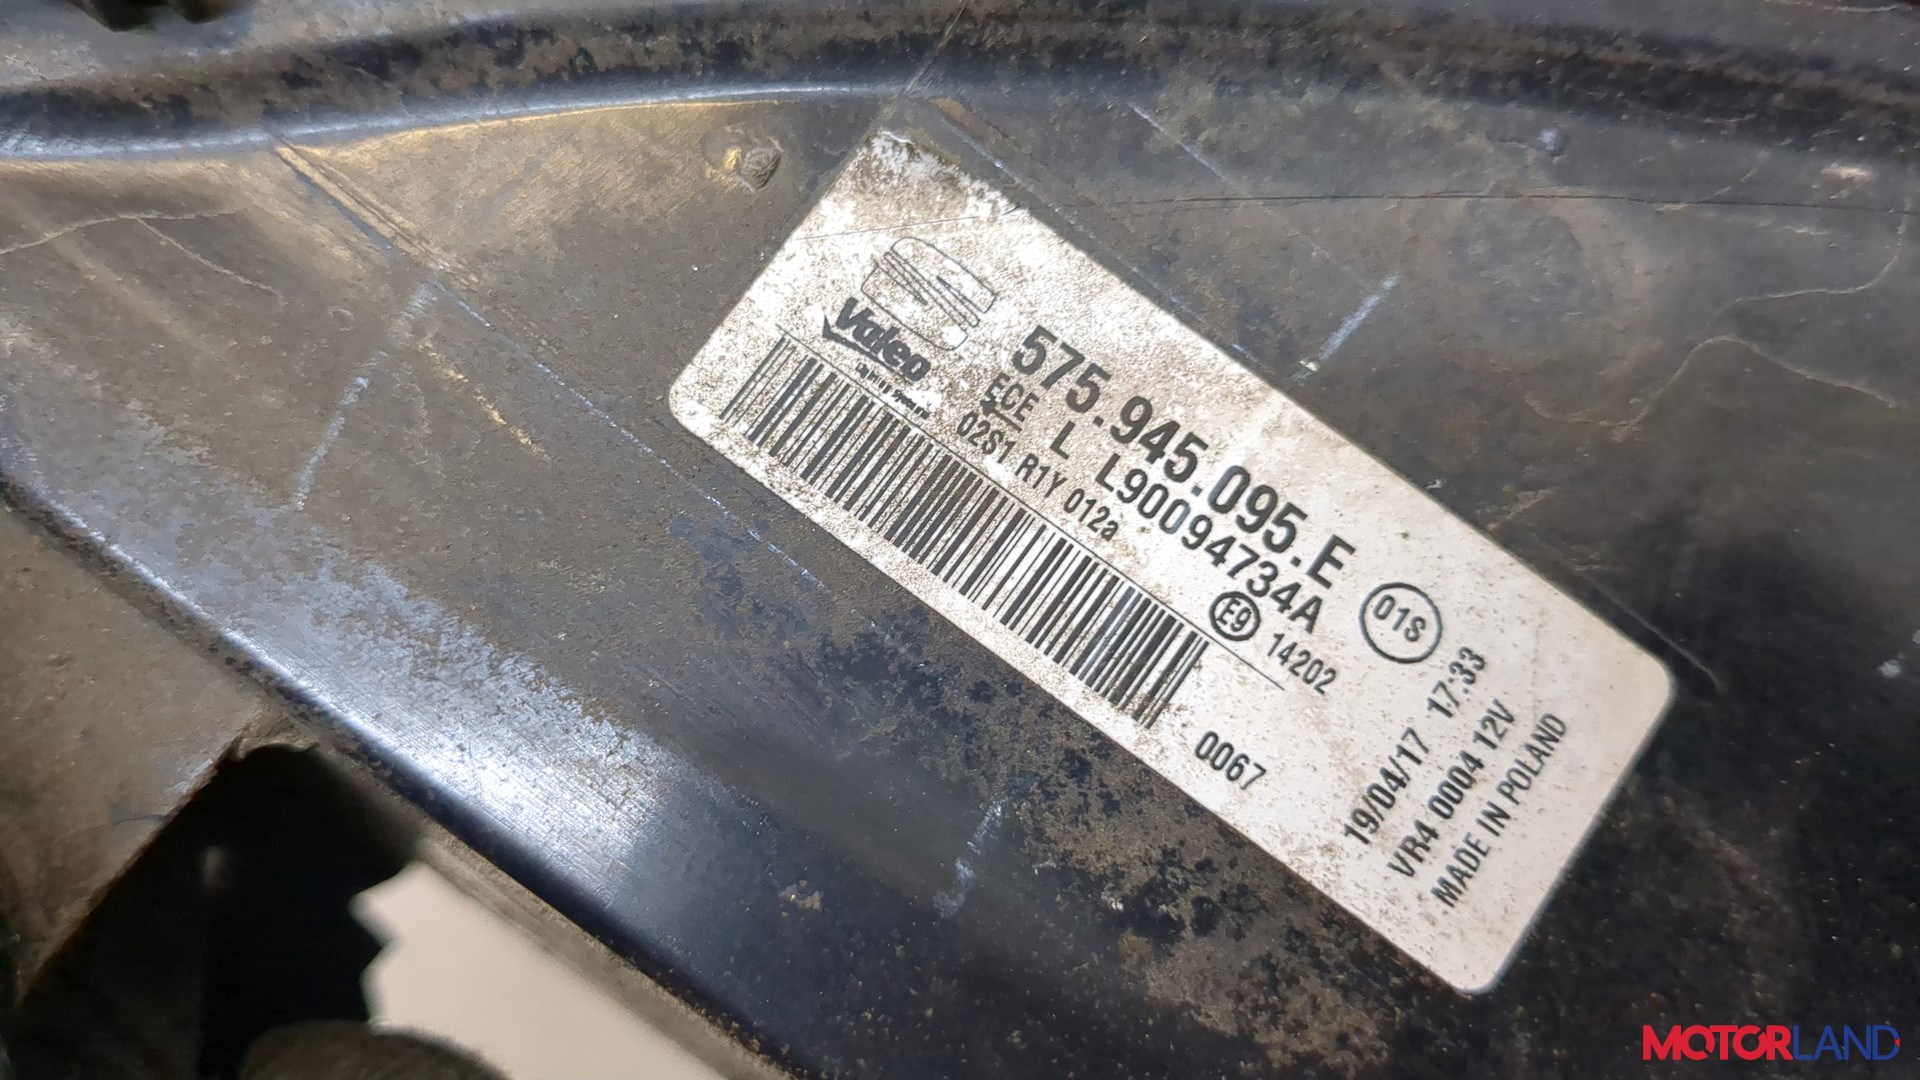 valeo
575.945.095.E
ECE L L90094734A
02S1 R1Y 012a
E9 14202
01S
0067
19/04/17 17:33
VR4 0004 12V
MADE IN POLAND
MOTORLAND